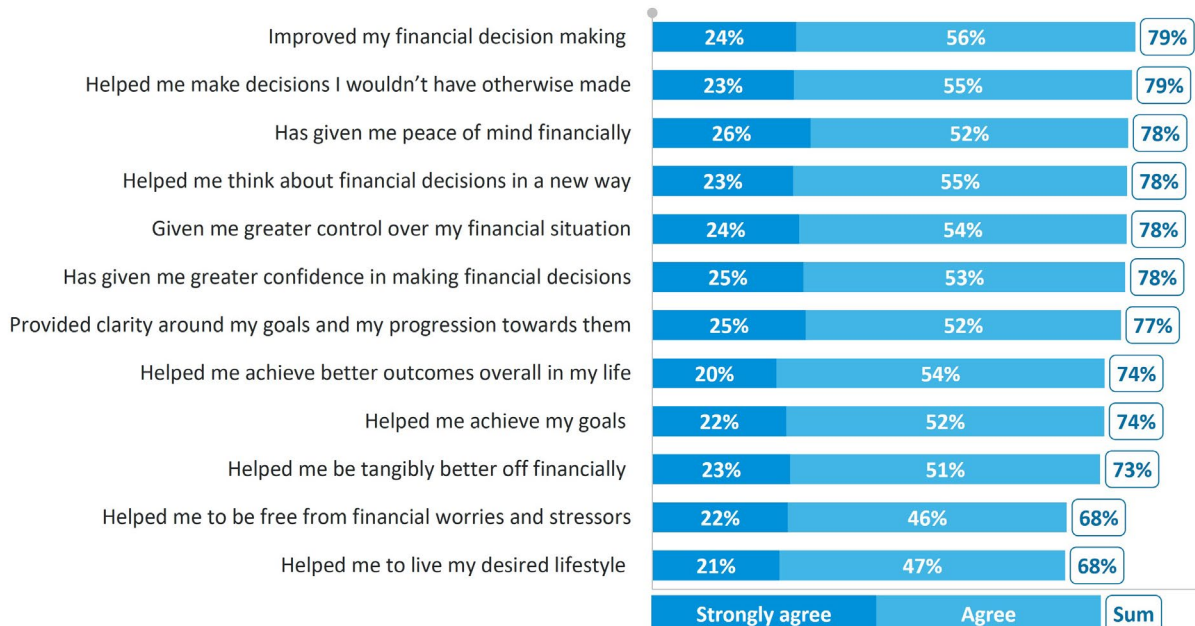 Improved my financial decision making 24% 56% 79%
Helped me make decisions I wouldn’t have otherwise made 23% 55% 79%
Has given me peace of mind financially 26% 52% 78%
Helped me think about financial decisions in a new way 23% 55% 78%
Given me greater control over my financial situation 24% 54% 78%
Has given me greater confidence in making financial decisions 25% 53% 78%
Provided clarity around my goals and my progression towards them 25% 52% 77%
Helped me achieve better outcomes overall in my life 20% 54% 74%
Helped me achieve my goals 22% 52% 74%
Helped me be tangibly better off financially 23% 51% 73%
Helped me to be free from financial worries and stressors 22% 46% 68%
Helped me to live my desired lifestyle 21% 47% 68%
Strongly agree Agree Sum